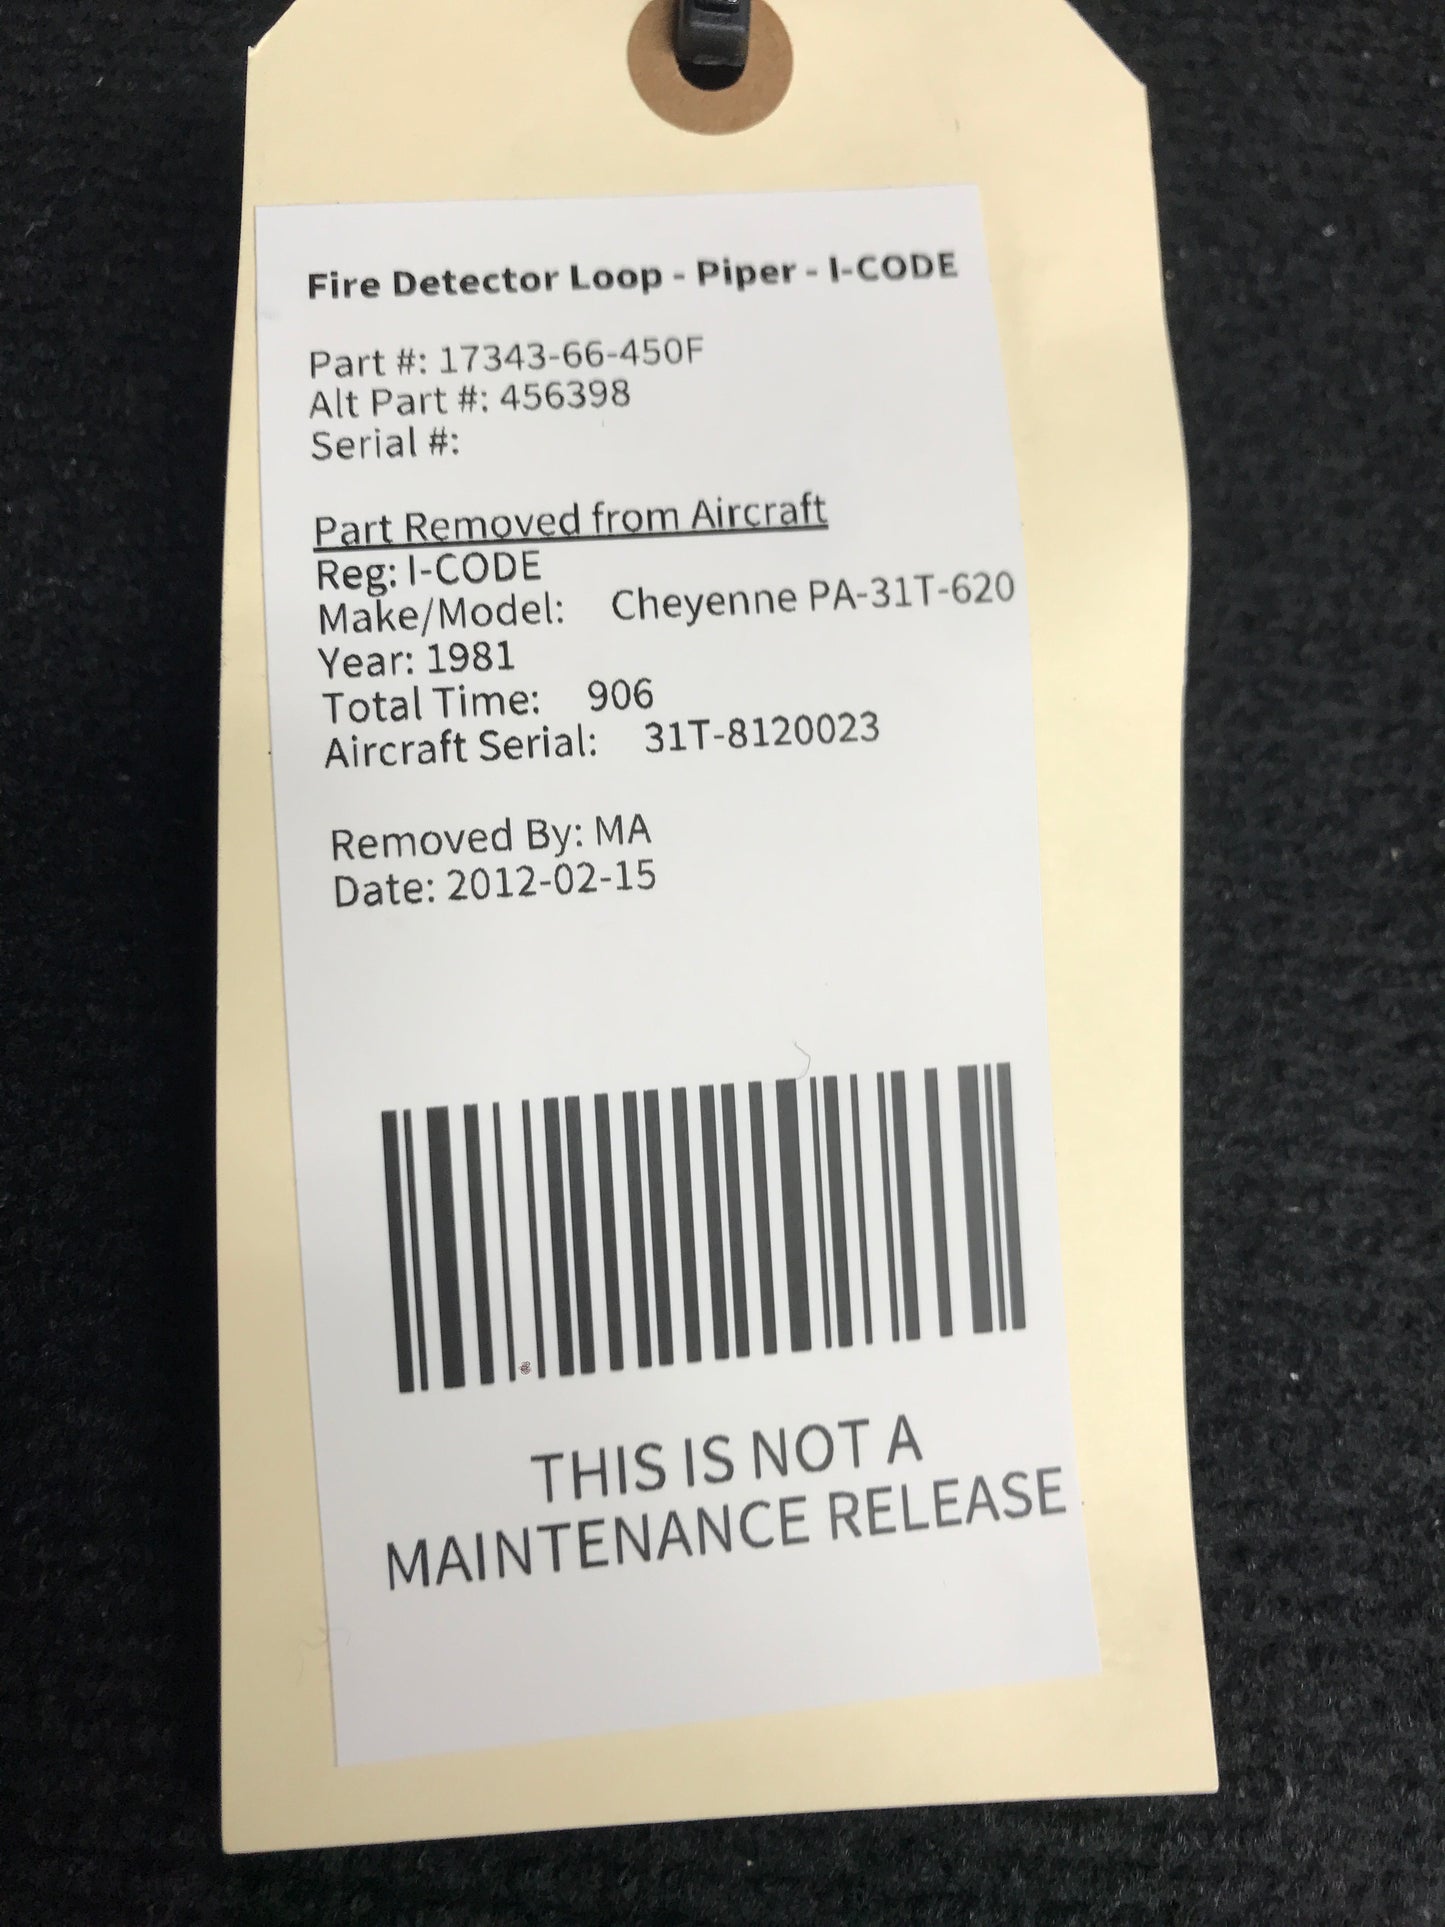 Fire Detector Loop - Piper - I-CODE
Part #: 17343-66-450F
Alt Part #: 456398
Serial #:
Part Removed from Aircraft
Reg: I-CODE
Make/Model: Cheyenne PA-31T-620
Year: 1981
Total Time: 906
Aircraft Serial: 31T-8120023
Removed By: MA
Date: 2012-02-15
THIS IS NOT A
MAINTENANCE RELEASE